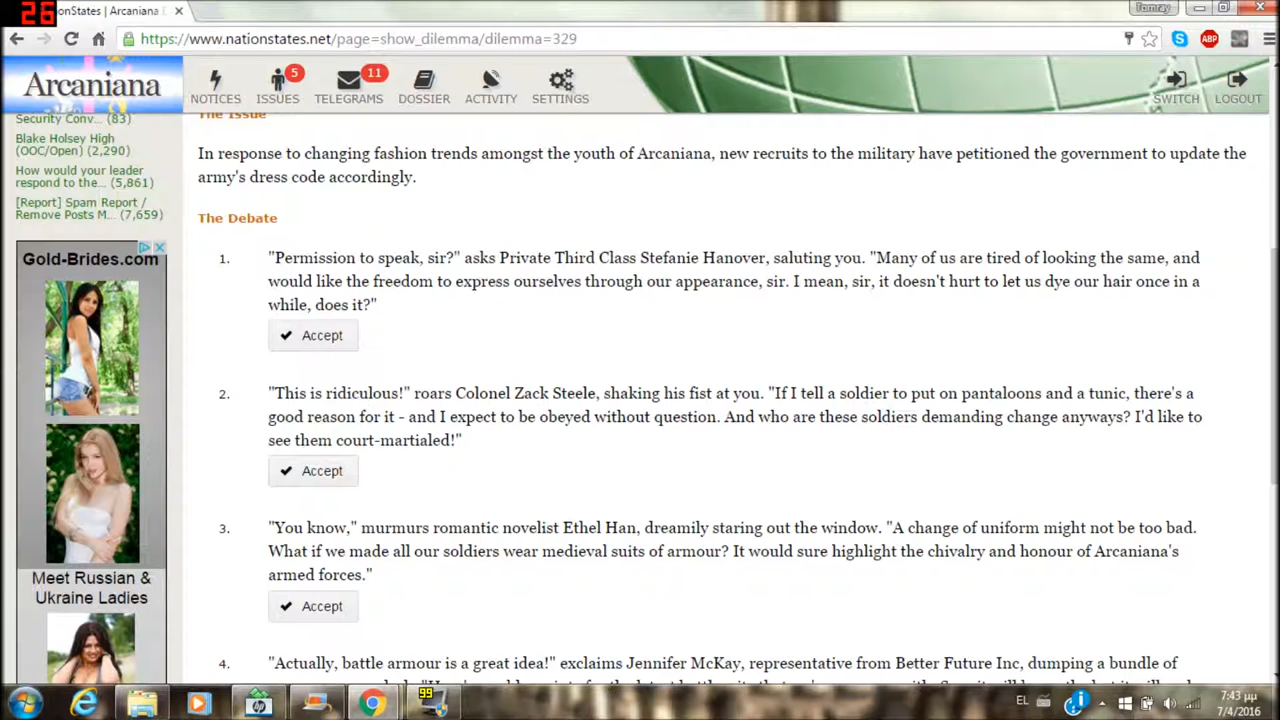 26
onStates | Arcaniana
Tomray
https://www.nationstates.net/page=show_dilemma/dilemma=329
ABP
Arcaniana
5
11
NOTICES
ISSUES
TELEGRAMS
DOSSIER
ACTIVITY
SETTINGS
SWITCH
LOGOUT
Security Conv... (83)
Blake Holsey High
(OOC/Open) (2,290)
How would your leader
respond to the... (5,861)
[Report] Spam Report /
Remove Posts M... (7,659)
Gold-Brides.com
Meet Russian &
Ukraine Ladies
The Issue
In response to changing fashion trends amongst the youth of Arcaniana, new recruits to the military have petitioned the government to update the
army's dress code accordingly.
The Debate
1. "Permission to speak, sir?" asks Private Third Class Stefanie Hanover, saluting you. "Many of us are tired of looking the same, and
would like the freedom to express ourselves through our appearance, sir. I mean, sir, it doesn't hurt to let us dye our hair once in a
while, does it?"
Accept
2. "This is ridiculous!" roars Colonel Zack Steele, shaking his fist at you. "If I tell a soldier to put on pantaloons and a tunic, there's a
good reason for it - and I expect to be obeyed without question. And who are these soldiers demanding change anyways? I'd like to
see them court-martialed!"
Accept
3. "You know," murmurs romantic novelist Ethel Han, dreamily staring out the window. "A change of uniform might not be too bad.
What if we made all our soldiers wear medieval suits of armour? It would sure highlight the chivalry and honour of Arcaniana's
armed forces."
Accept
4. "Actually, battle armour is a great idea!" exclaims Jennifer McKay, representative from Better Future Inc, dumping a bundle of
99
EL
7:43 μμ
7/4/2016